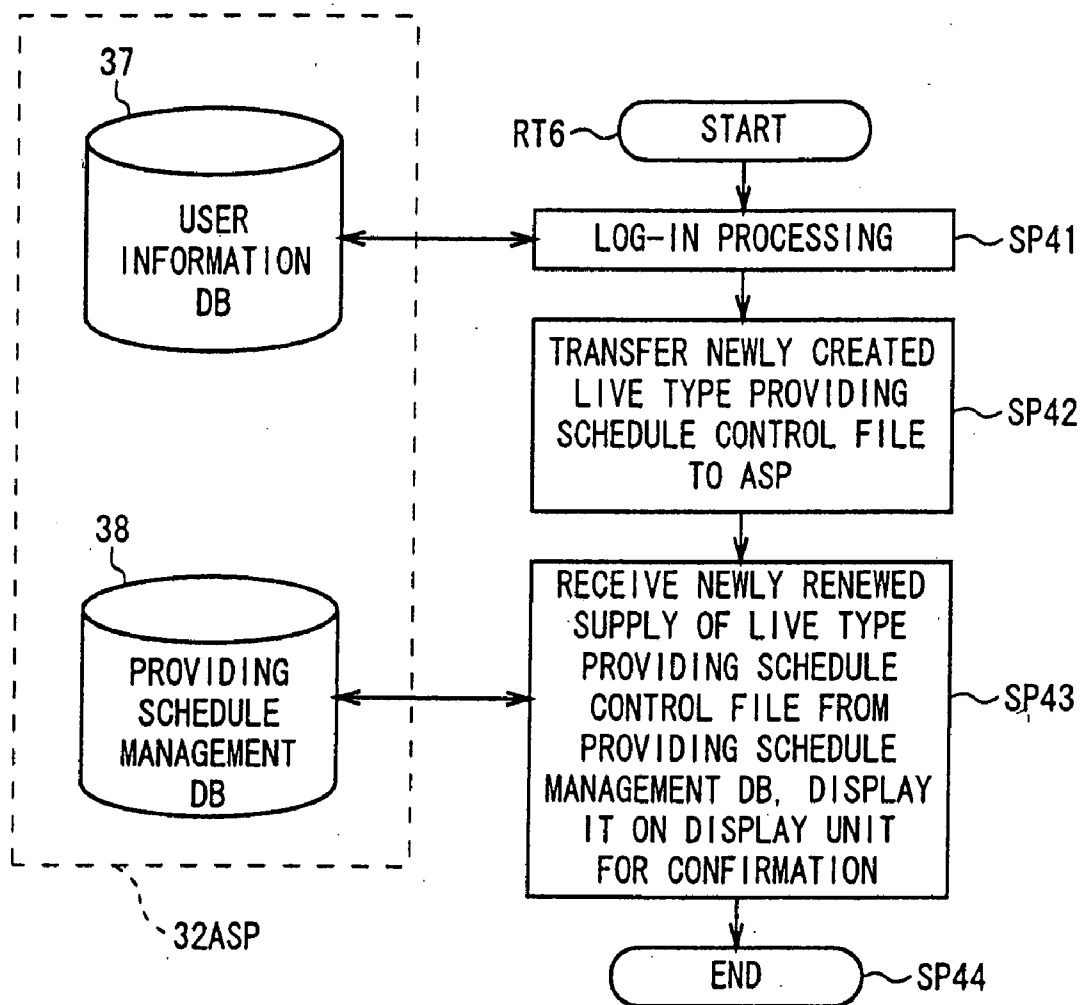 37
USER
INFORMATION
DB
38
PROVIDING
SCHEDULE
MANAGEMENT
DB
32ASP
RT6
START
LOG-IN PROCESSING
SP41
TRANSFER NEWLY CREATED
LIVE TYPE PROVIDING
SCHEDULE CONTROL FILE
TO ASP
SP42
RECEIVE NEWLY RENEWED
SUPPLY OF LIVE TYPE
PROVIDING SCHEDULE
CONTROL FILE FROM
PROVIDING SCHEDULE
MANAGEMENT DB, DISPLAY
IT ON DISPLAY UNIT
FOR CONFIRMATION
SP43
END
SP44